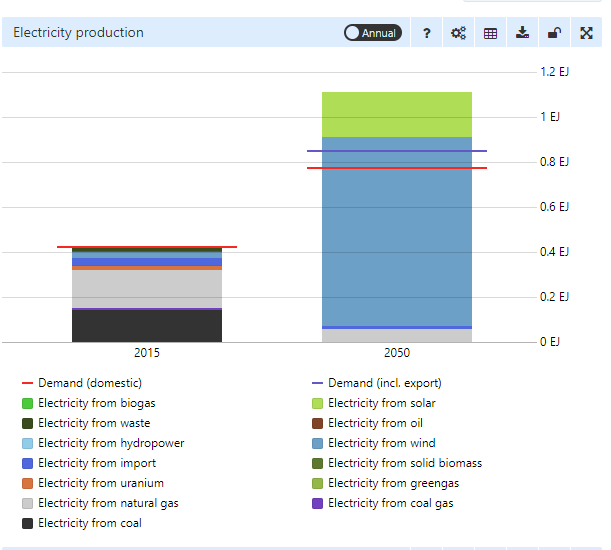 Electricity production
Annual
?
1.2 EJ
1 EJ
0.8 EJ
0.6 EJ
0.4 EJ
0.2 EJ
0 EJ
2015 2050
Demand (domestic) Demand (incl. export)
Electricity from biogas Electricity from solar
Electricity from waste Electricity from oil
Electricity from hydropower Electricity from wind
Electricity from import Electricity from solid biomass
Electricity from uranium Electricity from greengas
Electricity from natural gas Electricity from coal gas
Electricity from coal